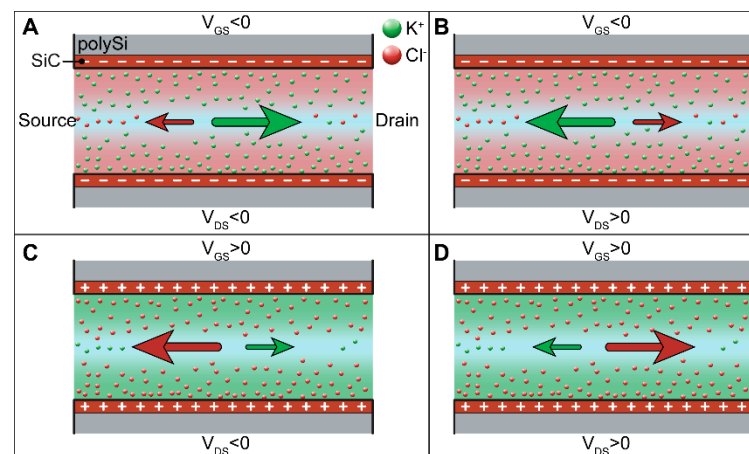 A
V_GS<0
polySi
SiC
Source
Drain
V_DS<0
K⁺
Cl⁻
B
V_GS<0
V_DS>0
C
V_GS>0
V_DS<0
D
V_GS>0
V_DS>0